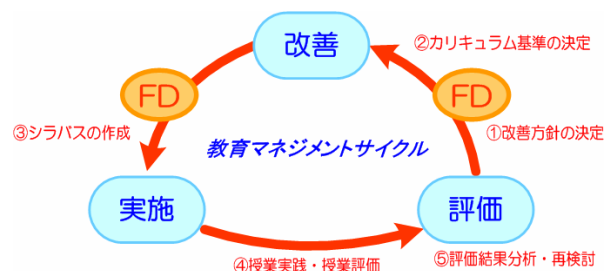 改善
②カリキュラム基準の決定
FD
FD
③シラバスの作成
①改善方針の決定
教育マネジメントサイクル
実施
評価
④授業実践・授業評価
⑤評価結果分析・再検討